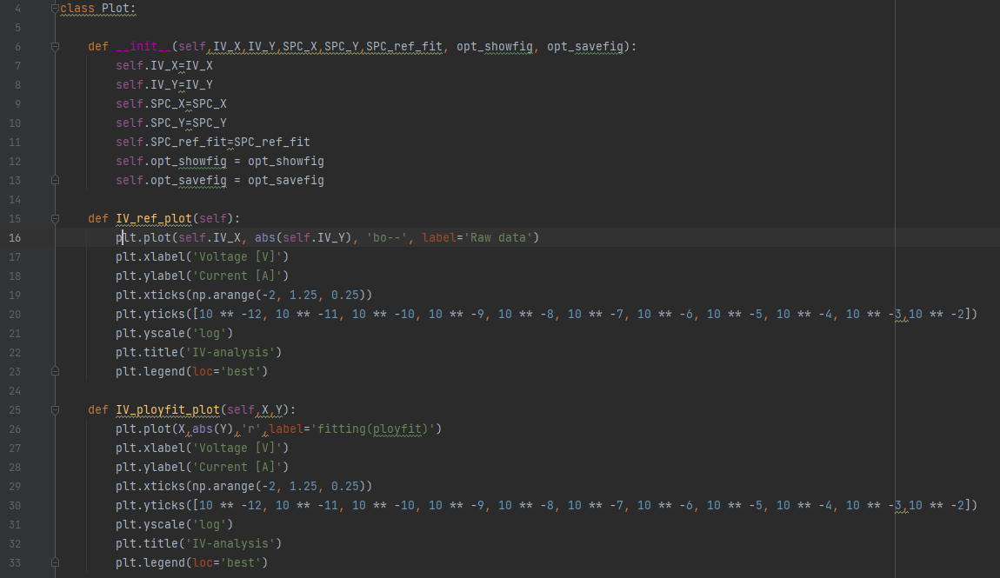 4 class Plot:
5
6 def __init__(self,IV_X,IV_Y,SPC_X,SPC_Y,SPC_ref_fit, opt_showfig, opt_savefig):
7 self.IV_X=IV_X
8 self.IV_Y=IV_Y
9 self.SPC_X=SPC_X
10 self.SPC_Y=SPC_Y
11 self.SPC_ref_fit=SPC_ref_fit
12 self.opt_showfig = opt_showfig
13 self.opt_savefig = opt_savefig
14
15 def IV_ref_plot(self):
16 plt.plot(self.IV_X, abs(self.IV_Y), 'bo--', label='Raw data')
17 plt.xlabel('Voltage [V]')
18 plt.ylabel('Current [A]')
19 plt.xticks(np.arange(-2, 1.25, 0.25))
20 plt.yticks([10 ** -12, 10 ** -11, 10 ** -10, 10 ** -9, 10 ** -8, 10 ** -7, 10 ** -6, 10 ** -5, 10 ** -4, 10 ** -3,10 ** -2])
21 plt.yscale('log')
22 plt.title('IV-analysis')
23 plt.legend(loc='best')
24
25 def IV_ployfit_plot(self,X,Y):
26 plt.plot(X,abs(Y),'r',label='fitting(ployfit)')
27 plt.xlabel('Voltage [V]')
28 plt.ylabel('Current [A]')
29 plt.xticks(np.arange(-2, 1.25, 0.25))
30 plt.yticks([10 ** -12, 10 ** -11, 10 ** -10, 10 ** -9, 10 ** -8, 10 ** -7, 10 ** -6, 10 ** -5, 10 ** -4, 10 ** -3,10 ** -2])
31 plt.yscale('log')
32 plt.title('IV-analysis')
33 plt.legend(loc='best')